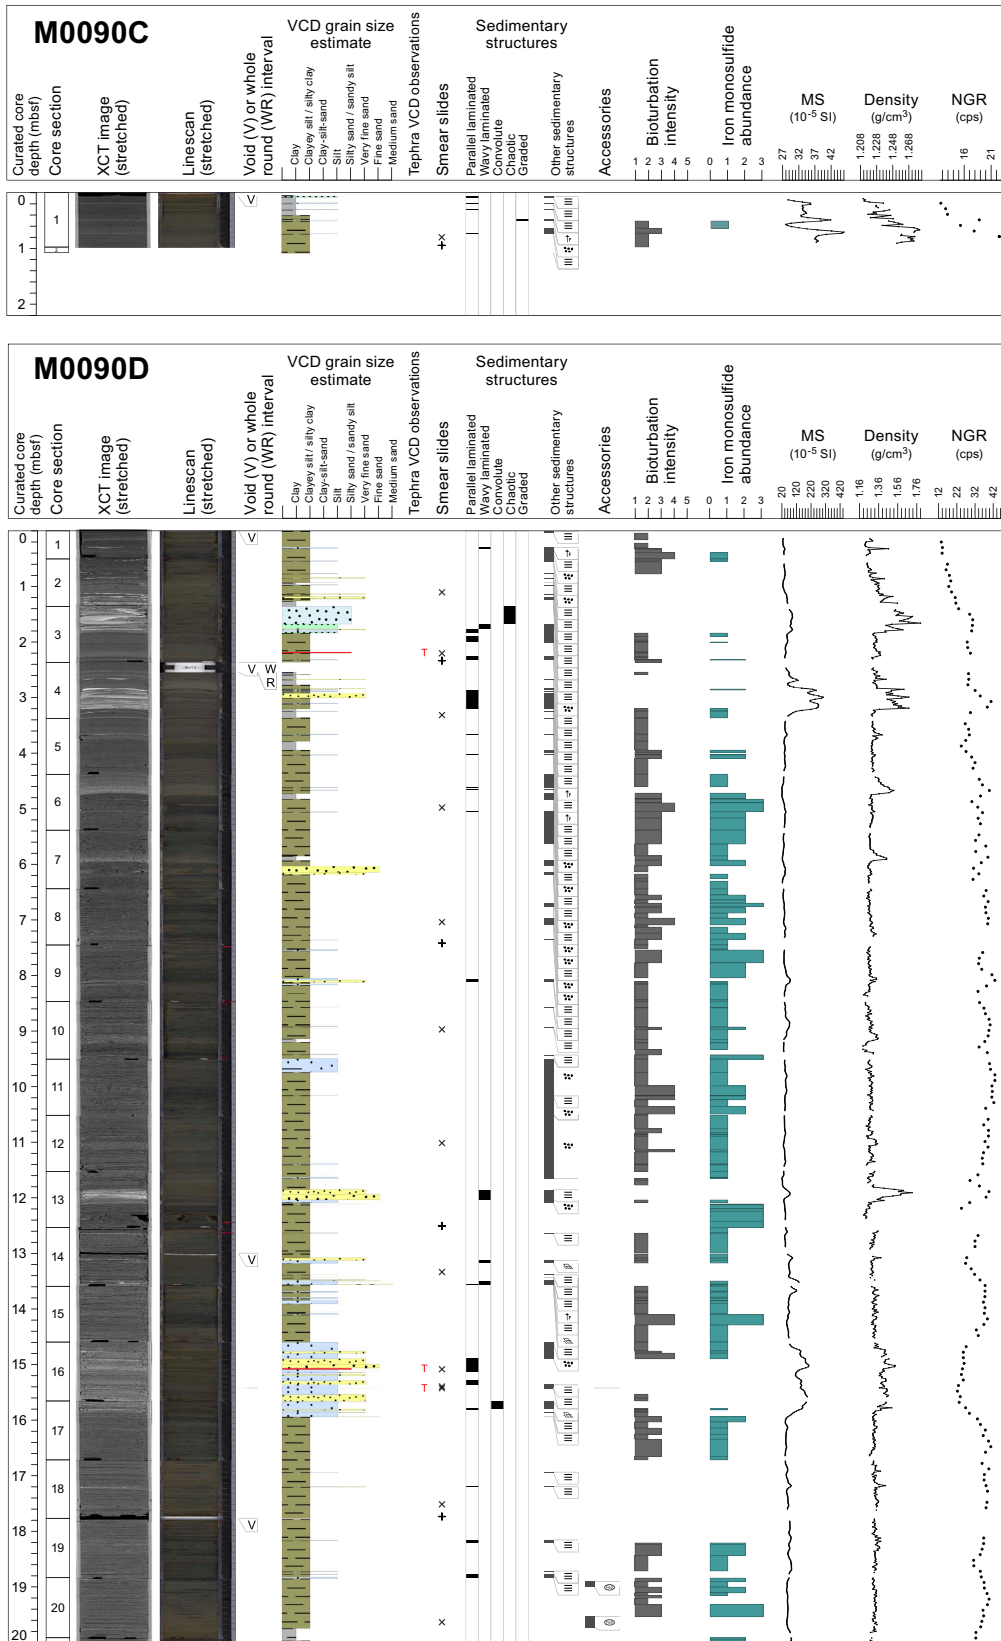 M0090C
Curated core depth (mbsf)
Core section
XCT image (stretched)
Linescan (stretched)
Void (V) or whole round (WR) interval
VCD grain size estimate
Clay
Clayey silt / silty clay
Clay-silt-sand
Silt
Silty sand / sandy silt
Very fine sand
Fine sand
Medium sand
Tephra VCD observations
Smear slides
Sedimentary structures
Parallel laminated
Wavy laminated
Convolute
Chaotic
Graded
Other sedimentary structures
Accessories
Bioturbation intensity
1 2 3 4 5
Iron monosulfide abundance
0 1 2 3
MS
(10-5 SI)
27 32 37 42
Density
(g/cm3)
1.208 1.228 1.248 1.268
NGR
(cps)
16 21
0
1
2
1
V
M0090D
Curated core depth (mbsf)
Core section
XCT image (stretched)
Linescan (stretched)
Void (V) or whole round (WR) interval
VCD grain size estimate
Clay
Clayey silt / silty clay
Clay-silt-sand
Silt
Silty sand / sandy silt
Very fine sand
Fine sand
Medium sand
Tephra VCD observations
Smear slides
Sedimentary structures
Parallel laminated
Wavy laminated
Convolute
Chaotic
Graded
Other sedimentary structures
Accessories
Bioturbation intensity
1 2 3 4 5
Iron monosulfide abundance
0 1 2 3
MS
(10-5 SI)
20 120 220 320 420
Density
(g/cm3)
1.16 1.36 1.56 1.76
NGR
(cps)
12 22 32 42
0
1
2
3
4
5
6
7
8
9
10
11
12
13
14
15
16
17
18
19
20
1
2
3
4
5
6
7
8
9
10
11
12
13
14
15
16
17
18
19
20
V
V W
R
V
V
T
T
T